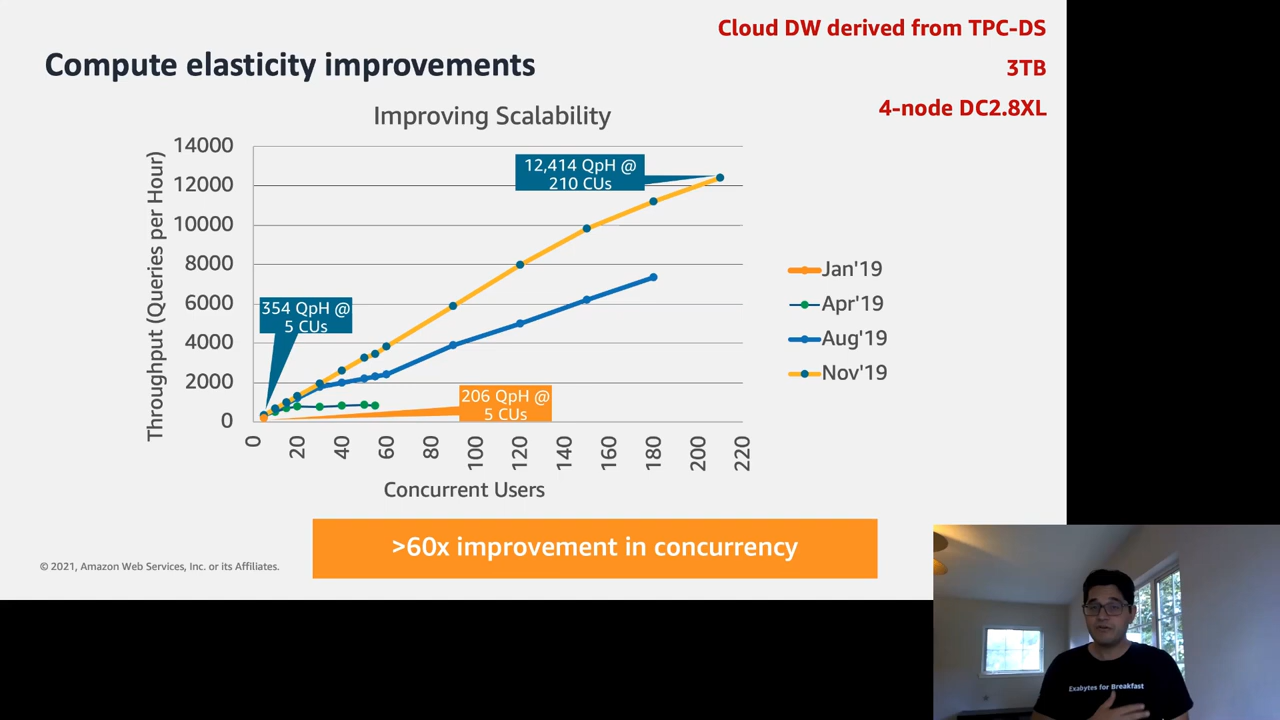 Cloud DW derived from TPC-DS
Compute elasticity improvements
3TB
4-node DC2.8XL
Improving Scalability
Throughput (Queries per Hour)
14000
12000
10000
8000
6000
4000
2000
0
12,414 QpH @
210 CUs
354 QpH @
5 CUs
206 QpH @
5 CUs
0
20
40
60
80
100
120
140
160
180
200
220
Concurrent Users
Jan'19
Apr'19
Aug'19
Nov'19
>60x improvement in concurrency
© 2021, Amazon Web Services, Inc. or its Affiliates.
Exabytes for Breakfast